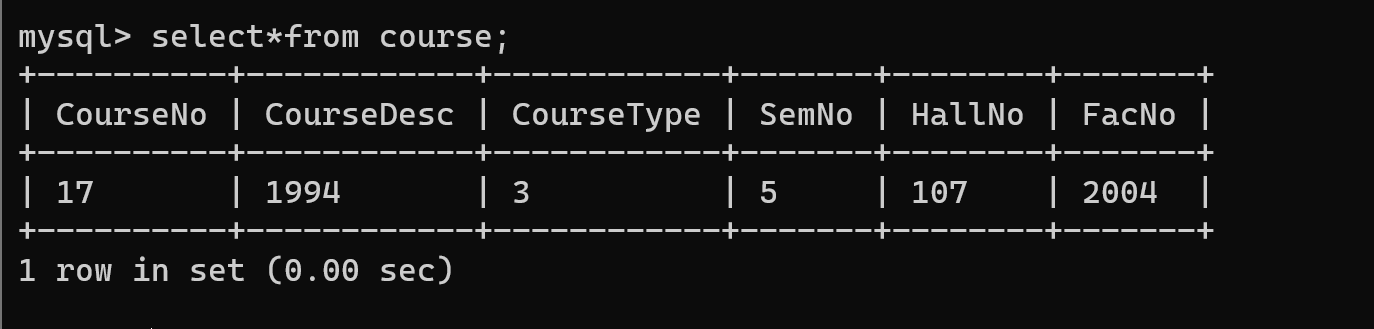 mysql> select*from course;
+----------+------------+------------+-------+--------+-------+
| CourseNo | CourseDesc | CourseType | SemNo | HallNo | FacNo |
+----------+------------+------------+-------+--------+-------+
| 17       | 1994       | 3          | 5     | 107    | 2004  |
+----------+------------+------------+-------+--------+-------+
1 row in set (0.00 sec)